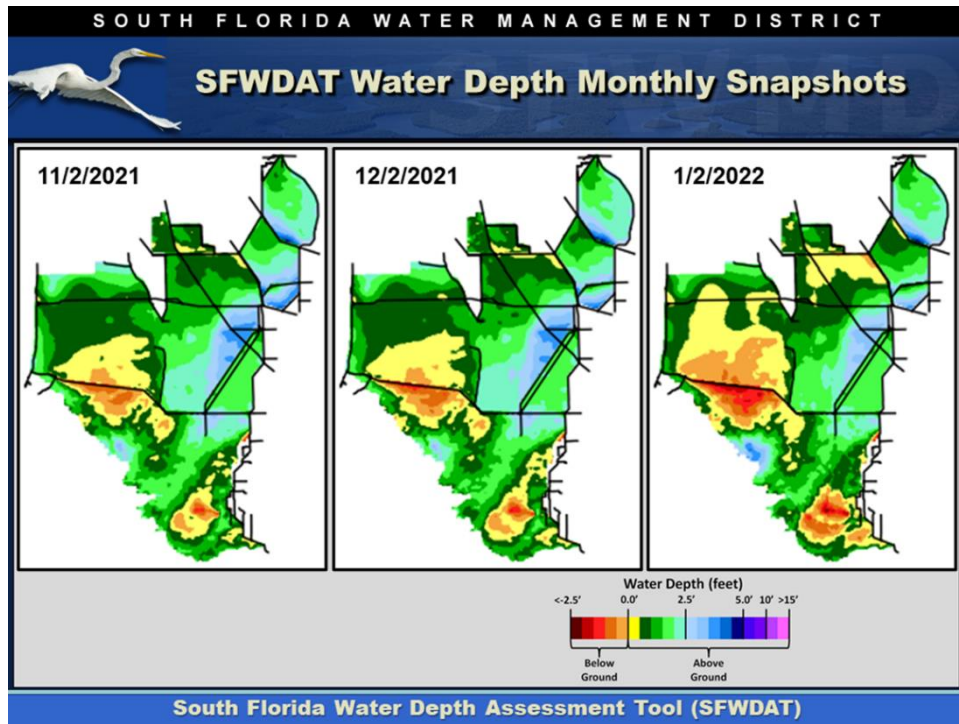 SOUTH FLORIDA WATER MANAGEMENT DISTRICT
SFWDAT Water Depth Monthly Snapshots
11/2/2021 12/2/2021 1/2/2022
Water Depth (feet)
<-2.5' 0.0' 2.5' 5.0' 10' >15'
Below Above
Ground Ground
South Florida Water Depth Assessment Tool (SFWDAT)